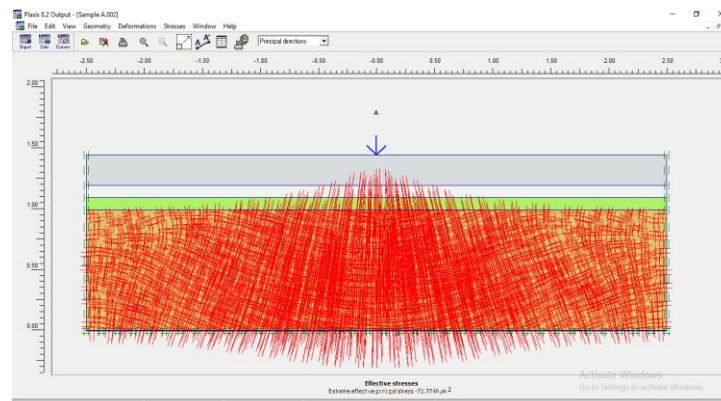 Plaxis 8.2 Output - [Sample A.002]
File Edit View Geometry Deformations Stresses Window Help
Input Calc Curves Principal directions
-2.50 -2.00 -1.50 -1.00 -0.50 -0.00 0.50 1.00 1.50 2.00 2.50
2.00
A
1.50
1.00
0.50
0.00
Effective stresses
Extreme effective principal stress -71.77 kN/m2
Activate Windows
Go to Settings to activate Windows.